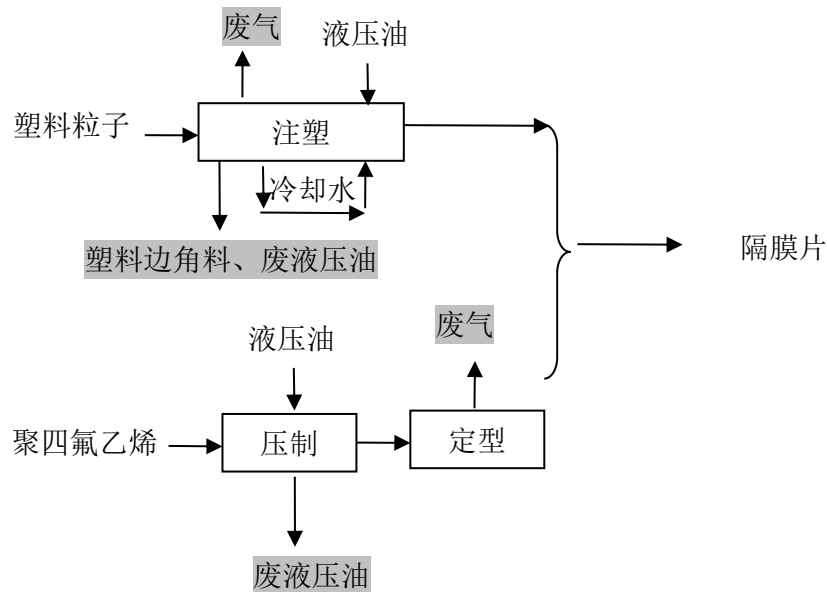 废气
液压油
塑料粒子
注塑
冷却水
塑料边角料、废液压油
隔膜片
废气
液压油
聚四氟乙烯
压制
定型
废液压油